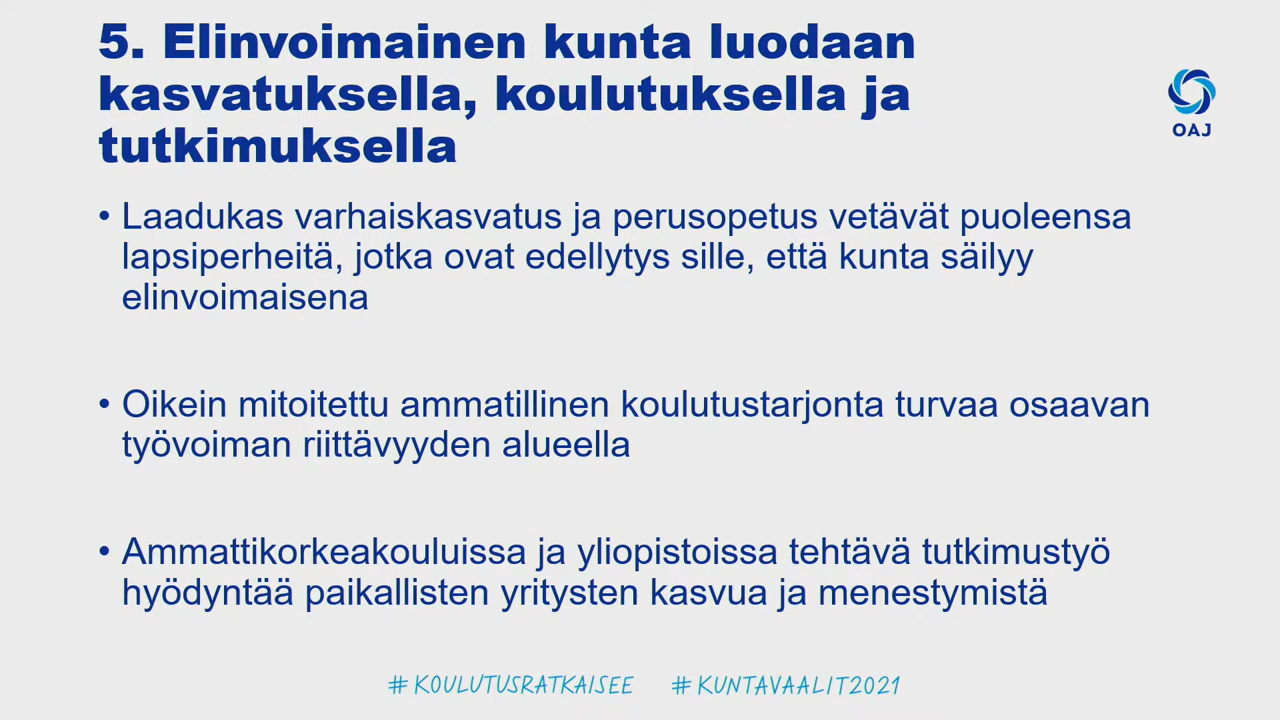 5. Elinvoimainen kunta luodaan
kasvatuksella, koulutuksella ja
tutkimuksella
OAJ
• Laadukas varhaiskasvatus ja perusopetus vetävät puoleensa
lapsiperheitä, jotka ovat edellytys sille, että kunta säilyy
elinvoimaisena
• Oikein mitoitettu ammatillinen koulutustarjonta turvaa osaavan
työvoiman riittävyyden alueella
• Ammattikorkeakouluissa ja yliopistoissa tehtävä tutkimustyö
hyödyntää paikallisten yritysten kasvua ja menestymistä
#KOULUTUSRATKAISEE #KUNTAVAALIT2021